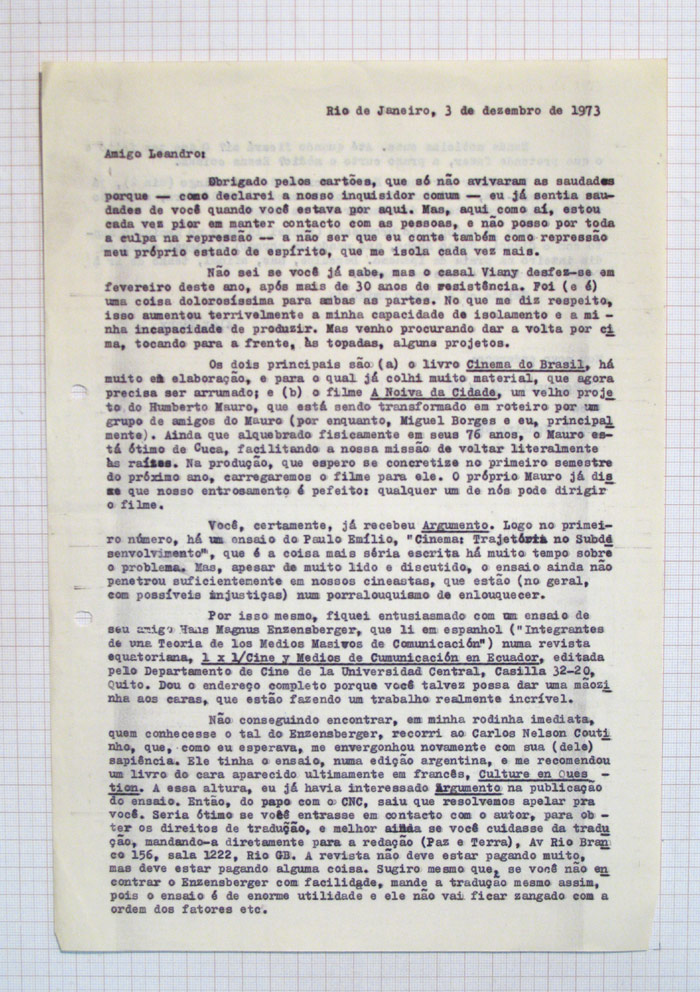 Rio de Janeiro, 3 de dezembro de 1973
Amigo Leandro:
Obrigado pelos cartões, que só não avivaram as saudades
porque — como declarei a nosso inquisidor comum — eu já sentia sau-
dades de você quando você estava por aqui. Mas, aqui como aí, estou
cada vez pior em manter contacto com as pessoas, e não posso por toda
a culpa na repressão -- a não ser que eu conte também como repressão
meu próprio estado de espírito, que me isola cada vez mais.
Não sei se você já sabe, mas o casal Viany desfez-se em
fevereiro deste ano, após mais de 30 anos de resistência. Foi (e é)
uma coisa dolorosíssima para ambas as partes. No que me diz respeito,
isso aumentou terrivelmente a minha capacidade de isolamento e a mi-
nha incapacidade de produzir. Mas venho procurando dar a volta por ci
ma, tocando para a frente, às topadas, alguns projetos.
Os dois principais são (a) o livro Cinema do Brasil, há
muito em elaboração, e para o qual já colhi muito material, que agora
precisa ser arrumado; e (b) o filme A Noiva da Cidade, um velho proje
to do Humberto Mauro, que está sendo transformado em roteiro por um
grupo de amigos do Mauro (por enquanto, Miguel Borges e eu, principal
mente). Ainda que alquebrado fisicamente em seus 76 anos, o Mauro es-
tá ótimo de Cuca, facilitando a nossa missão de voltar literalmente
às raízes. Na produção, que espero se concretize no primeiro semestre
do próximo ano, carregaremos o filme para ele. O próprio Mauro já dis
se que nosso entrosamento é pefeito: qualquer um de nós pode dirigir
o filme.
Você, certamente, já recebeu Argumento. Logo no primei-
ro número, há um ensaio do Paulo Emílio, "Cinema: Trajetória no Subde
senvolvimento", que é a coisa mais séria escrita há muito tempo sobre
o problema. Mas, apesar de muito lido e discutido, o ensaio ainda não
penetrou suficientemente em nossos cineastas, que estão (no geral,
com possíveis injustiças) num porralouquismo de enlouquecer.
Por isso mesmo, fiquei entusiasmado com um ensaio de
seu amigo Hans Magnus Enzensberger, que li em espanhol ("Integrantes
de una Teoria de los Medios Masivos de Comunicación") numa revista
equatoriana, 1 x 1/Cine y Medios de Cumunicación en Ecuador, editada
pelo Departamento de Cine de la Universidad Central, Casilla 32-20,
Quito. Dou o endereço completo porque você talvez possa dar uma mãozi
nha aos caras, que estão fazendo um trabalho realmente incrível.
Não conseguindo encontrar, em minha rodinha imediata,
quem conhecesse o tal do Enzensberger, recorri ao Carlos Nelson Couti
nho, que, como eu esperava, me envergonhou novamente com sua (dele)
sapiência. Ele tinha o ensaio, numa edição argentina, e me recomendou
um livro do cara aparecido ultimamente em francês, Culture en Ques -
tion. A essa altura, eu já havia interessado Argumento na publicação
do ensaio. Então, do papo com o CNC, saiu que resolvemos apelar pra
você. Seria ótimo se você entrasse em contacto com o autor, para ob -
ter os direitos de tradução, e melhor ainda se você cuidasse da tradu
ção, mandando-a diretamente para a redação (Paz e Terra), Av Rio Bran
co 156, sala 1222, Rio GB. A revista não deve estar pagando muito,
mas deve estar pagando alguma coisa. Sugiro mesmo que, se você não en
contrar o Enzensberger com facilidade, mande a tradução mesmo assim,
pois o ensaio é de enorme utilidade e ele não vai ficar zangado com a
ordem dos fatores etc.